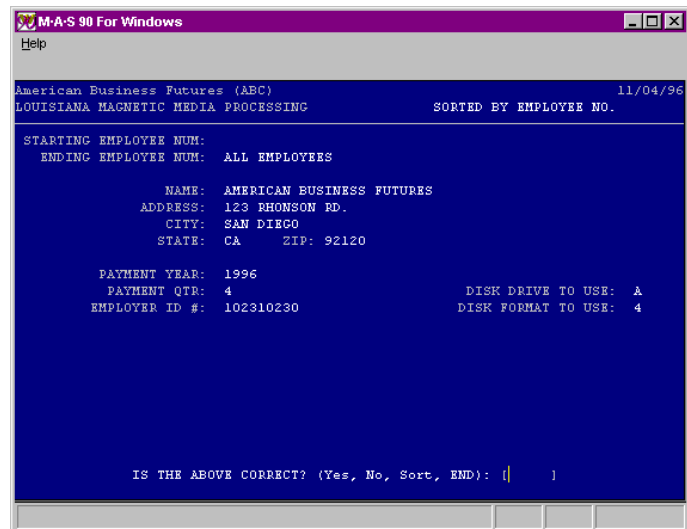 M·A·S 90 For Windows
Help
American Business Futures (ABC) 11/04/96
LOUISIANA MAGNETIC MEDIA PROCESSING SORTED BY EMPLOYEE NO.
STARTING EMPLOYEE NUM:
ENDING EMPLOYEE NUM: ALL EMPLOYEES
NAME: AMERICAN BUSINESS FUTURES
ADDRESS: 123 RHONSON RD.
CITY: SAN DIEGO
STATE: CA ZIP: 92120
PAYMENT YEAR: 1996
PAYMENT QTR: 4 DISK DRIVE TO USE: A
EMPLOYER ID #: 102310230 DISK FORMAT TO USE: 4
IS THE ABOVE CORRECT? (Yes, No, Sort, END): [ ]